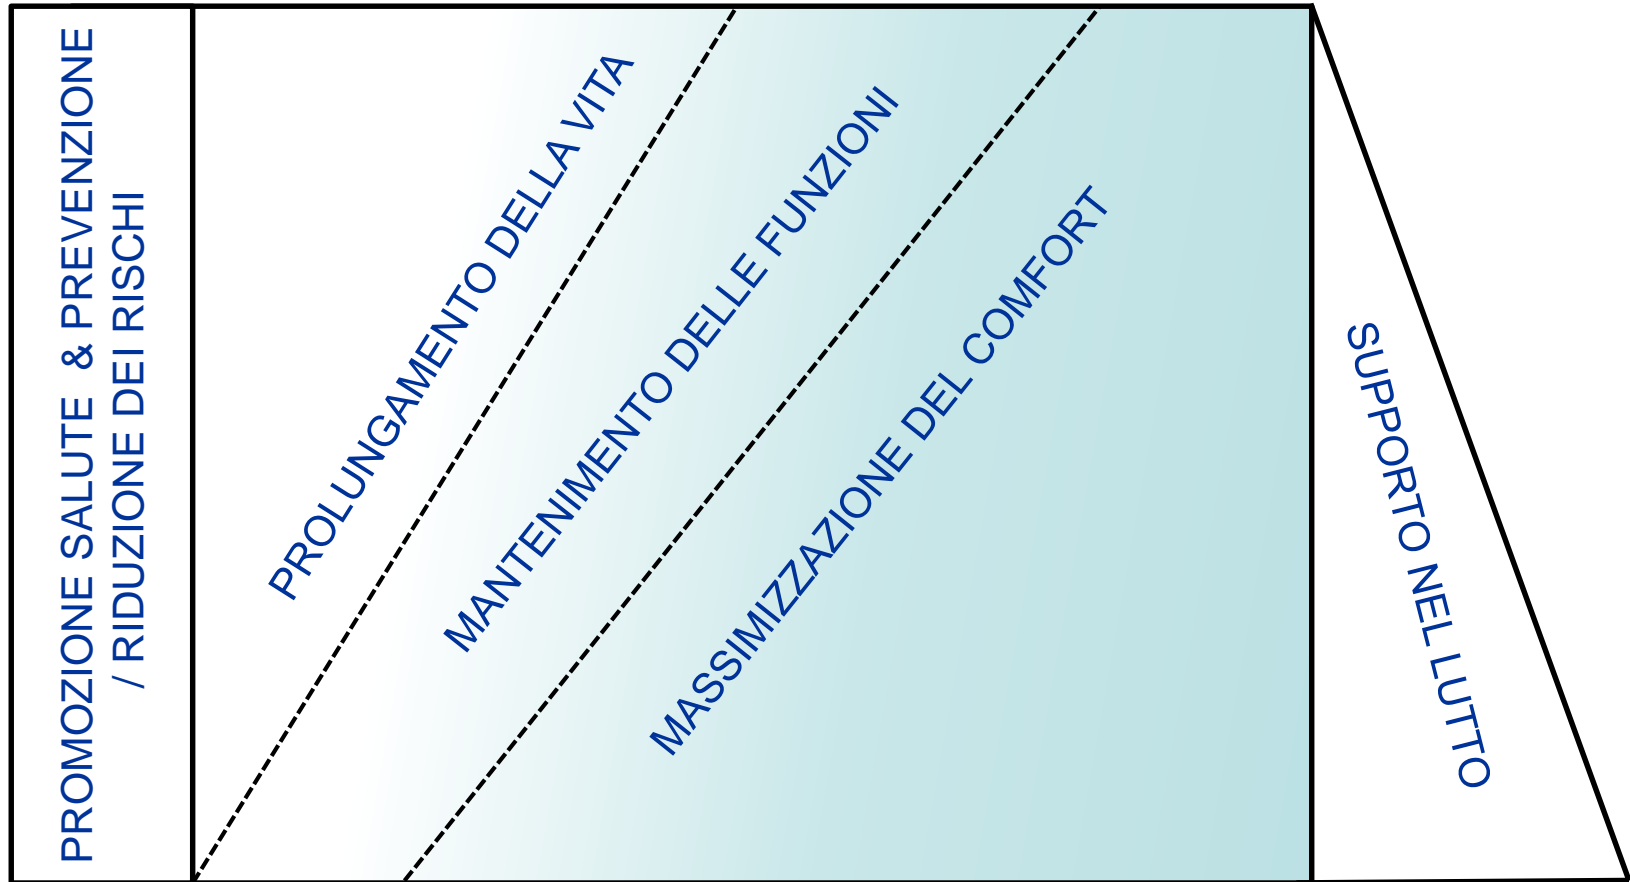 PROMOZIONE SALUTE & PREVENZIONE
/ RIDUZIONE DEI RISCHI
PROLUNGAMENTO DELLA VITA
MANTENIMENTO DELLE FUNZIONI
MASSIMIZZAZIONE DEL COMFORT
SUPPORTO NEL LUTTO